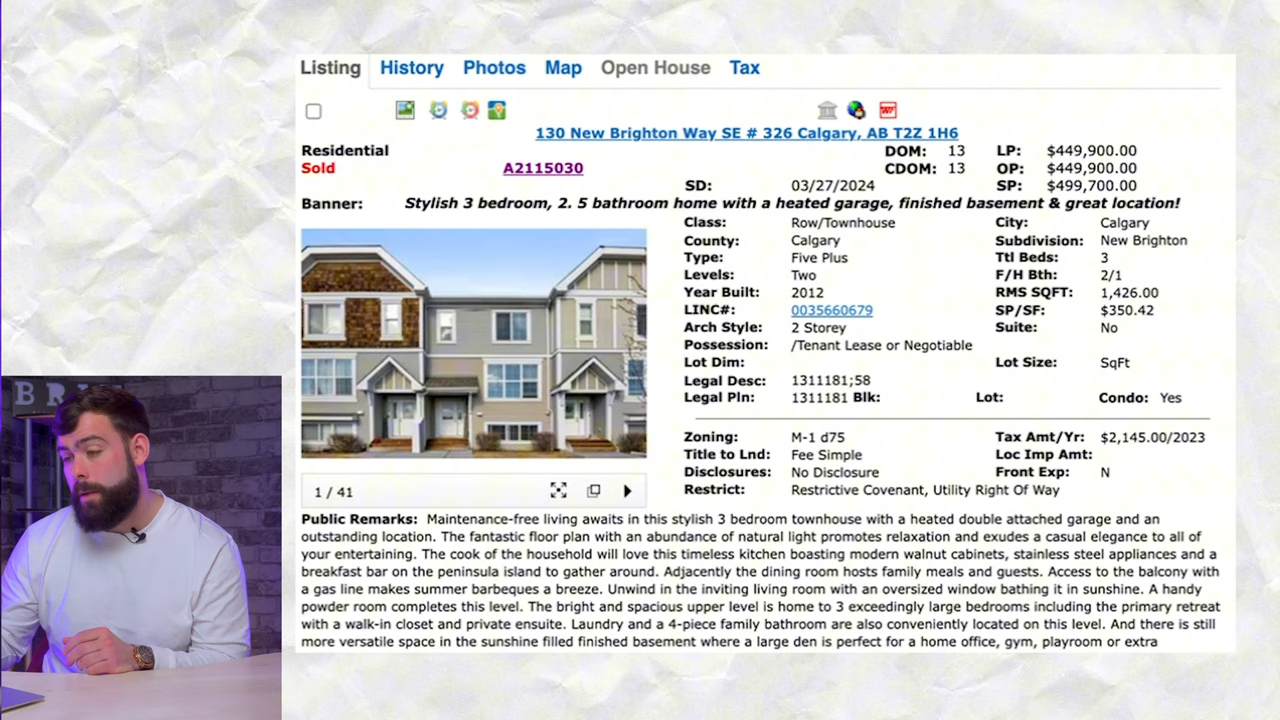 Listing History Photos Map Open House Tax
130 New Brighton Way SE # 326 Calgary, AB T2Z 1H6
Residential DOM: 13 LP: $449,900.00
Sold A2115030 CDOM: 13 OP: $449,900.00
SD: 03/27/2024 SP: $499,700.00
Banner: Stylish 3 bedroom, 2. 5 bathroom home with a heated garage, finished basement & great location!
Class: Row/Townhouse City: Calgary
County: Calgary Subdivision: New Brighton
Type: Five Plus Ttl Beds: 3
Levels: Two F/H Bth: 2/1
Year Built: 2012 RMS SQFT: 1,426.00
LINC#: 0035660679 SP/SF: $350.42
Arch Style: 2 Storey Suite: No
Possession: /Tenant Lease or Negotiable
Lot Dim: Lot Size: SqFt
Legal Desc: 1311181;58
Legal Pln: 1311181 Blk: Lot: Condo: Yes
Zoning: M-1 d75 Tax Amt/Yr: $2,145.00/2023
Title to Lnd: Fee Simple Loc Imp Amt:
Disclosures: No Disclosure Front Exp: N
Restrict: Restrictive Covenant, Utility Right Of Way
1 / 41
Public Remarks: Maintenance-free living awaits in this stylish 3 bedroom townhouse with a heated double attached garage and an
outstanding location. The fantastic floor plan with an abundance of natural light promotes relaxation and exudes a casual elegance to all of
your entertaining. The cook of the household will love this timeless kitchen boasting modern walnut cabinets, stainless steel appliances and a
breakfast bar on the peninsula island to gather around. Adjacently the dining room hosts family meals and guests. Access to the balcony with
a gas line makes summer barbeques a breeze. Unwind in the inviting living room with an oversized window bathing it in sunshine. A handy
powder room completes this level. The bright and spacious upper level is home to 3 exceedingly large bedrooms including the primary retreat
with a walk-in closet and private ensuite. Laundry and a 4-piece family bathroom are also conveniently located on this level. And there is still
more versatile space in the sunshine filled finished basement where a large den is perfect for a home office, gym, playroom or extra